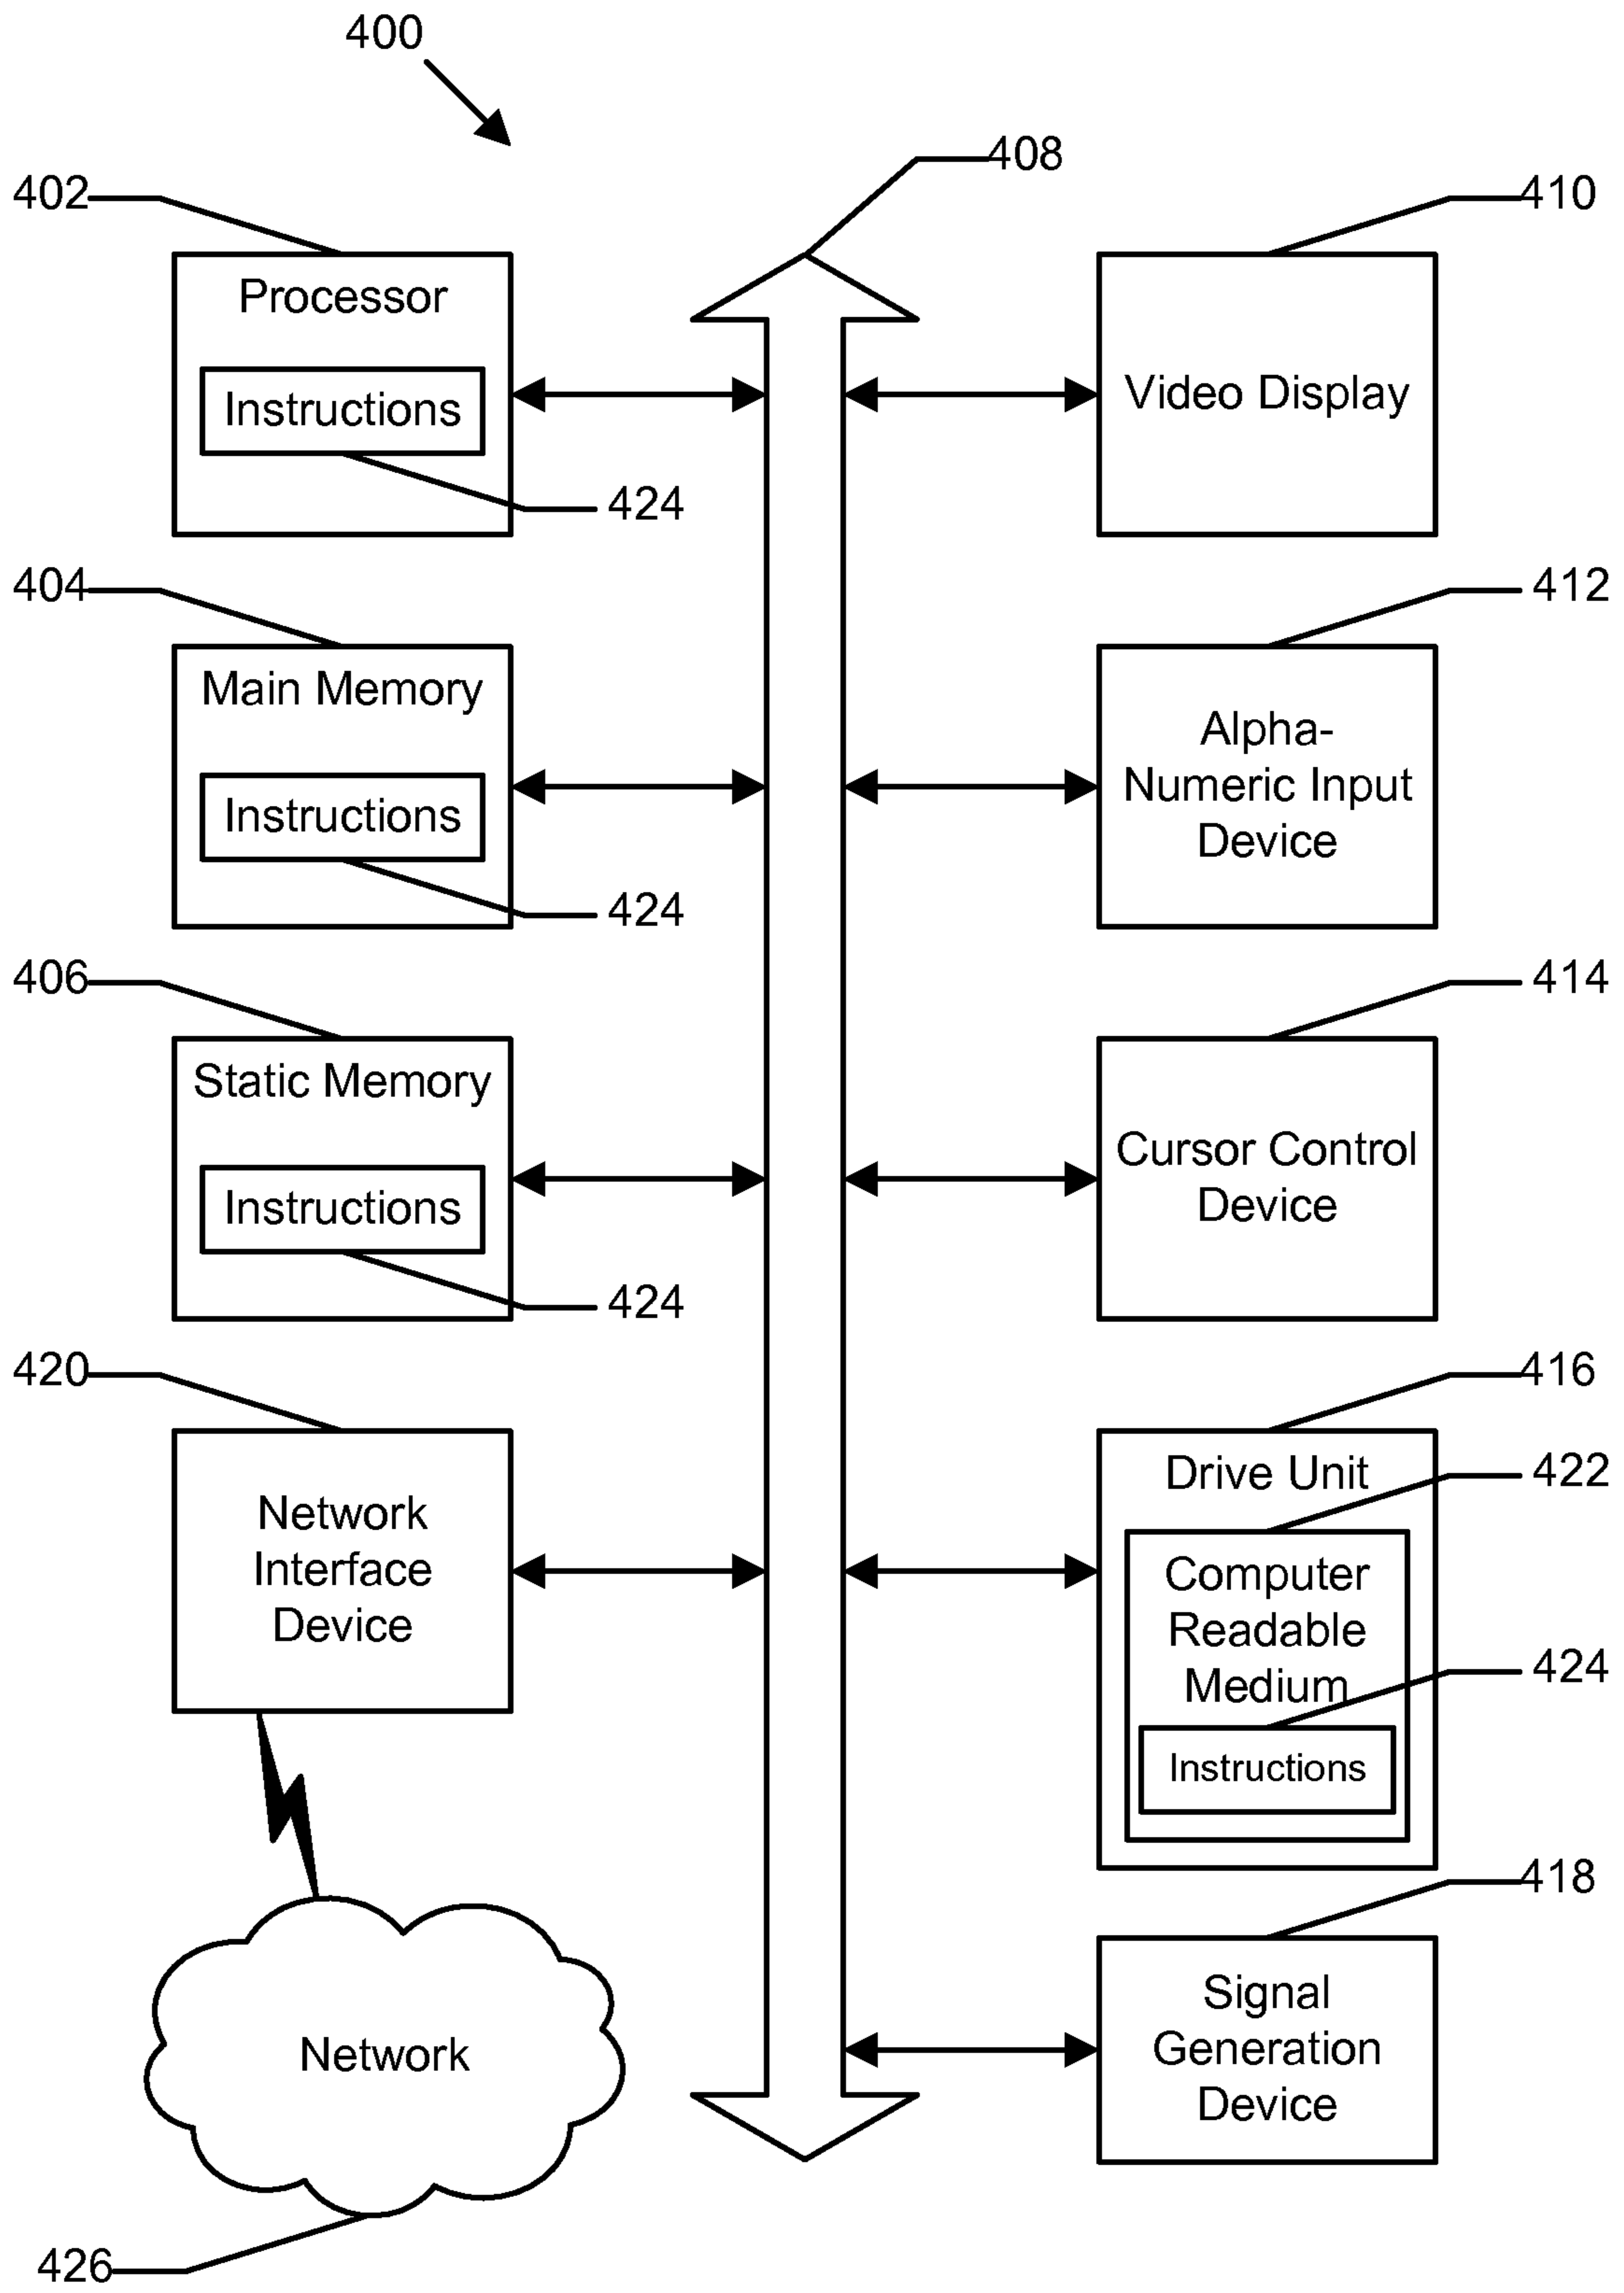 400
408
402
410
Processor
Instructions
424
Video Display
404
412
Main Memory
Instructions
424
Alpha-
Numeric Input
Device
406
414
Static Memory
Instructions
424
Cursor Control
Device
420
416
Network
Interface
Device
Drive Unit
422
Computer
Readable
Medium
424
Instructions
418
Signal
Generation
Device
Network
426